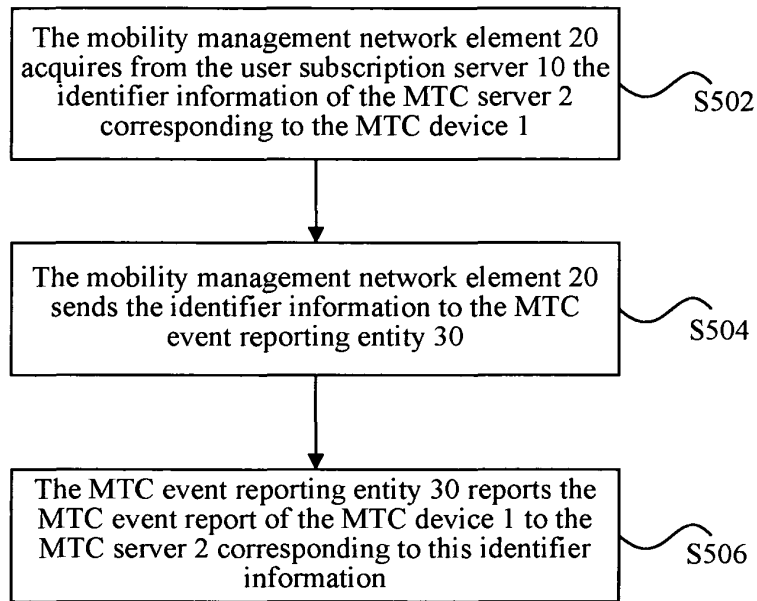 The mobility management network element 20
acquires from the user subscription server 10 the
identifier information of the MTC server 2
corresponding to the MTC device 1
S502
The mobility management network element 20
sends the identifier information to the MTC
event reporting entity 30
S504
The MTC event reporting entity 30 reports the
MTC event report of the MTC device 1 to the
MTC server 2 corresponding to this identifier
information
S506